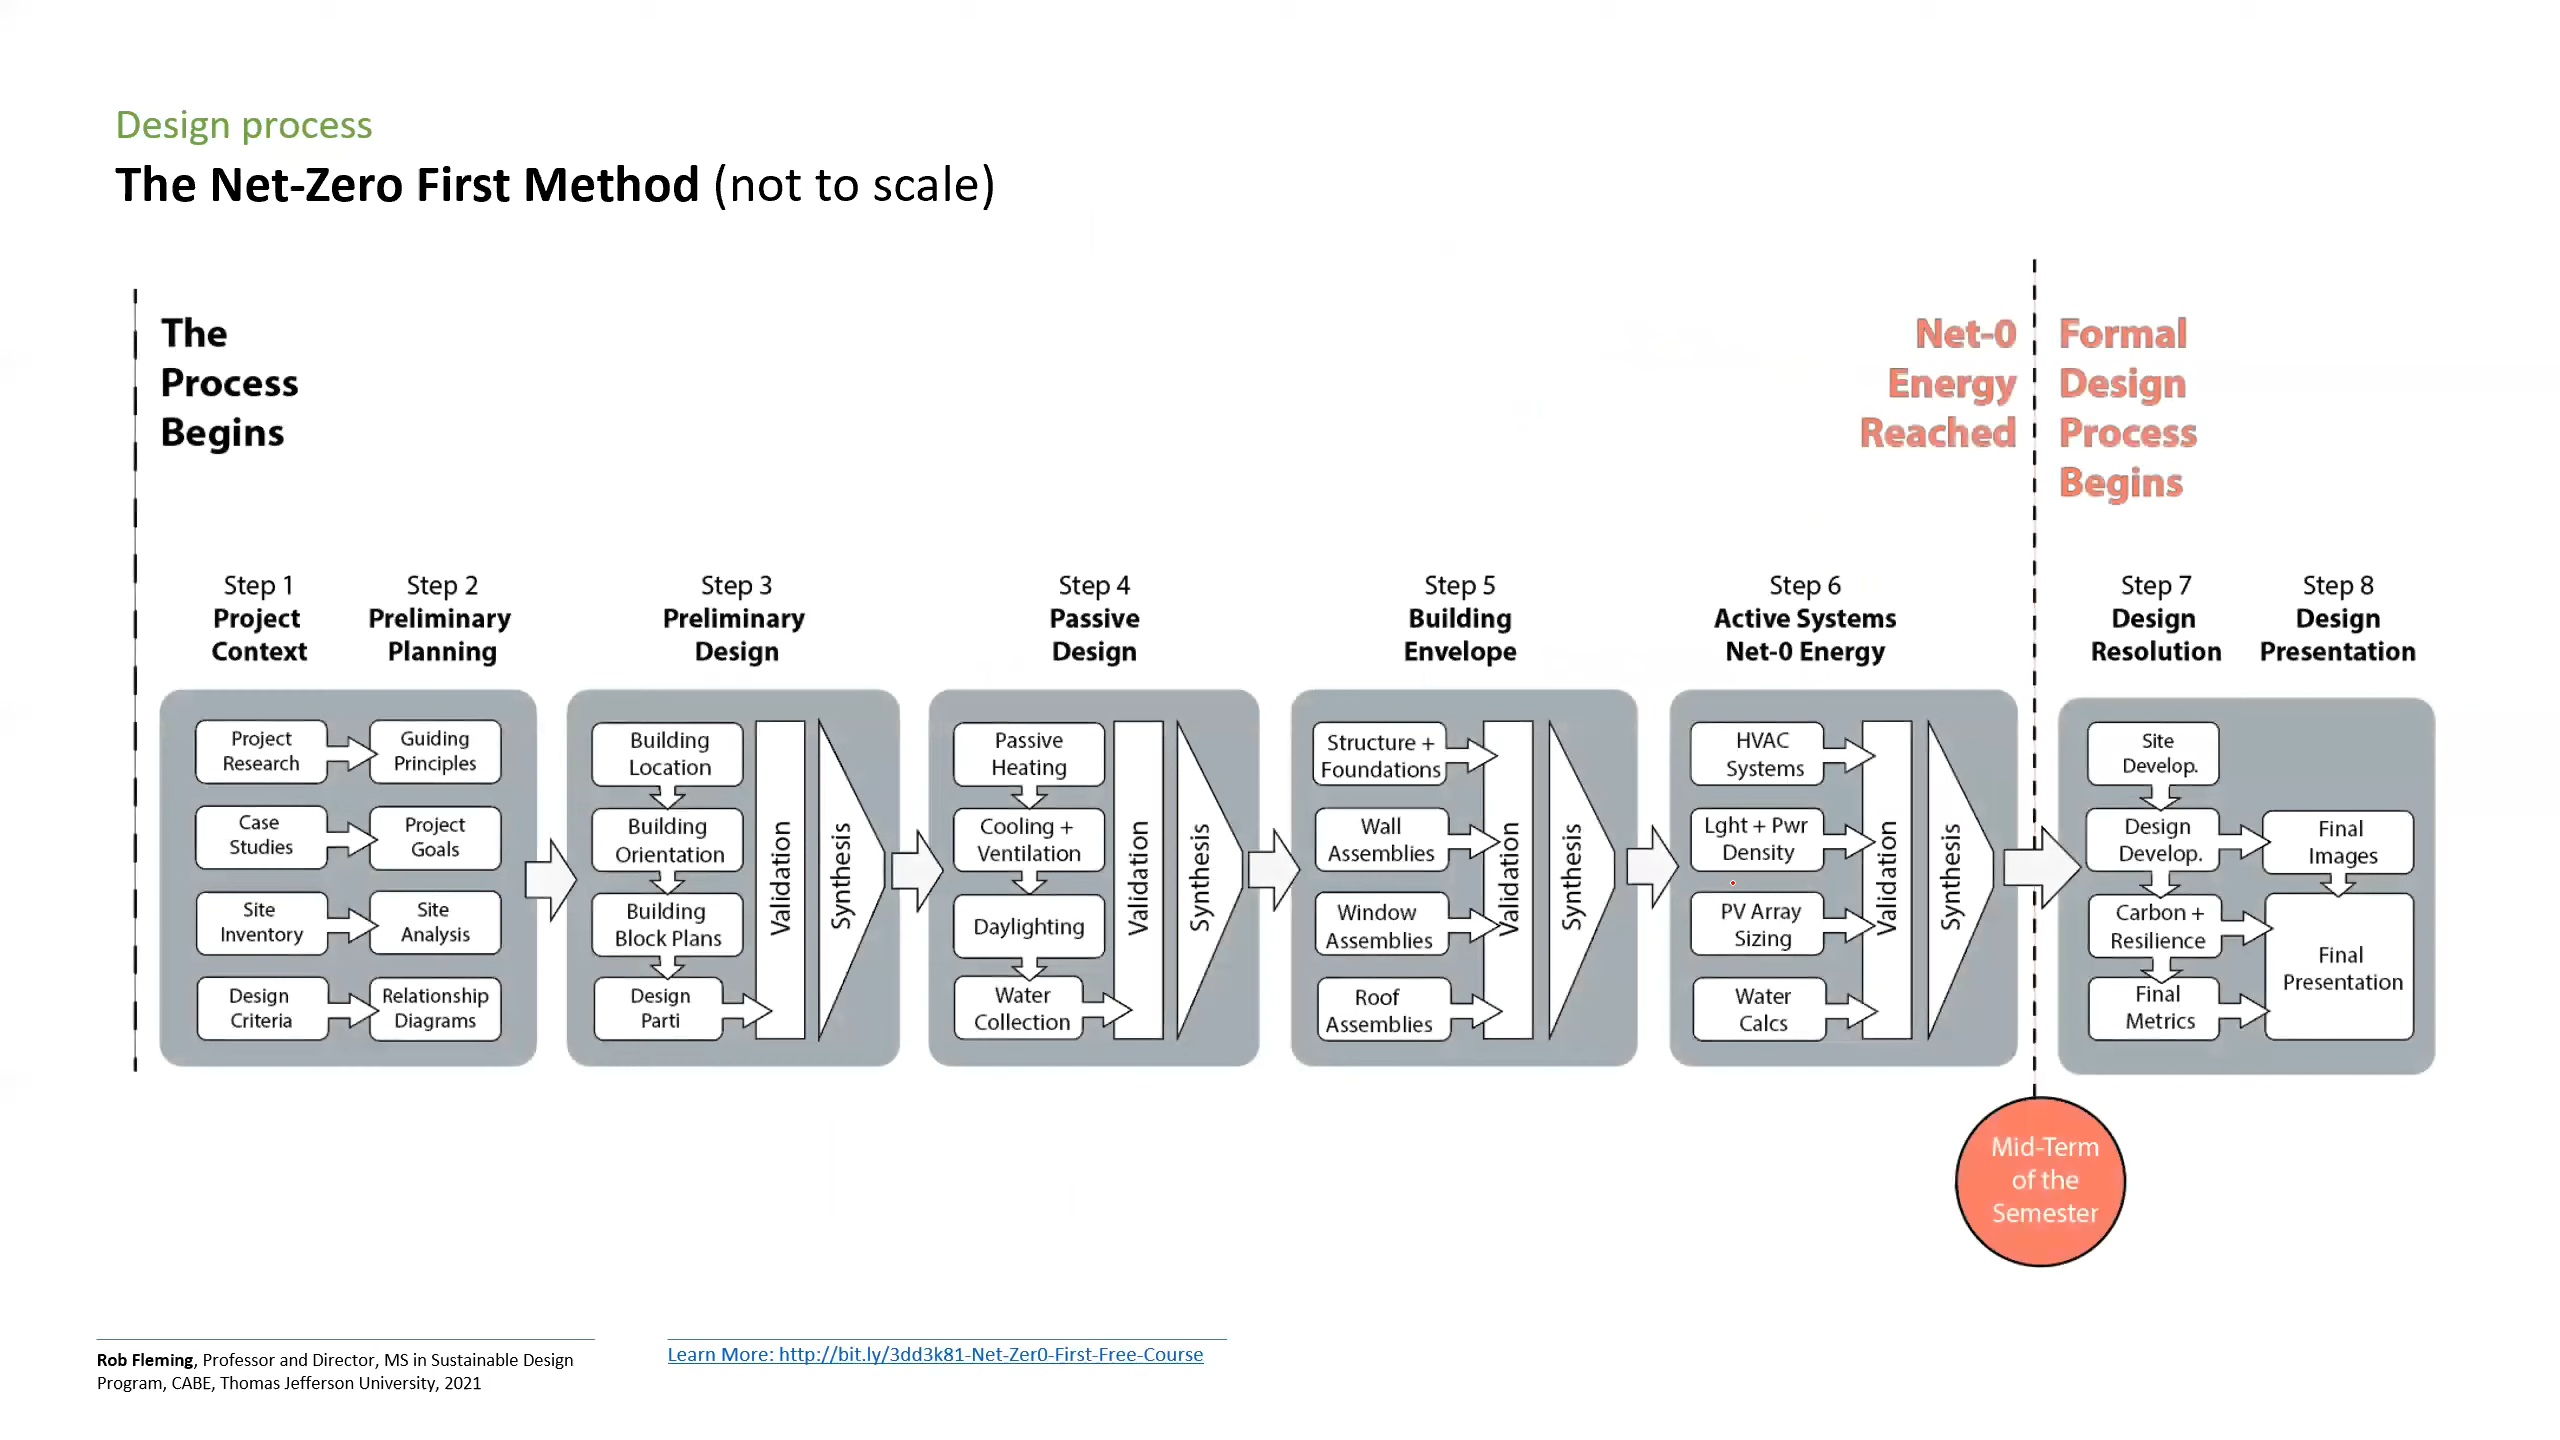 Design process
The Net-Zero First Method (not to scale)
The
Process
Begins
Net-0
Energy
Reached
Formal
Design
Process
Begins
Step 1
Project
Context
Step 2
Preliminary
Planning
Step 3
Preliminary
Design
Step 4
Passive
Design
Step 5
Building
Envelope
Step 6
Active Systems
Net-0 Energy
Step 7
Design
Resolution
Step 8
Design
Presentation
Project
Research
Guiding
Principles
Case
Studies
Project
Goals
Site
Inventory
Site
Analysis
Design
Criteria
Relationship
Diagrams
Building
Location
Building
Orientation
Building
Block Plans
Design
Parti
Validation
Synthesis
Passive
Heating
Cooling +
Ventilation
Daylighting
Water
Collection
Validation
Synthesis
Structure +
Foundations
Wall
Assemblies
Window
Assemblies
Roof
Assemblies
Validation
Synthesis
HVAC
Systems
Lght + Pwr
Density
PV Array
Sizing
Water
Calcs
Validation
Synthesis
Site
Develop.
Design
Develop.
Carbon +
Resilience
Final
Metrics
Final
Images
Final
Presentation
Mid-Term
of the
Semester
Rob Fleming, Professor and Director, MS in Sustainable Design
Program, CABE, Thomas Jefferson University, 2021
Learn More: http://bit.ly/3dd3k81-Net-Zer0-First-Free-Course